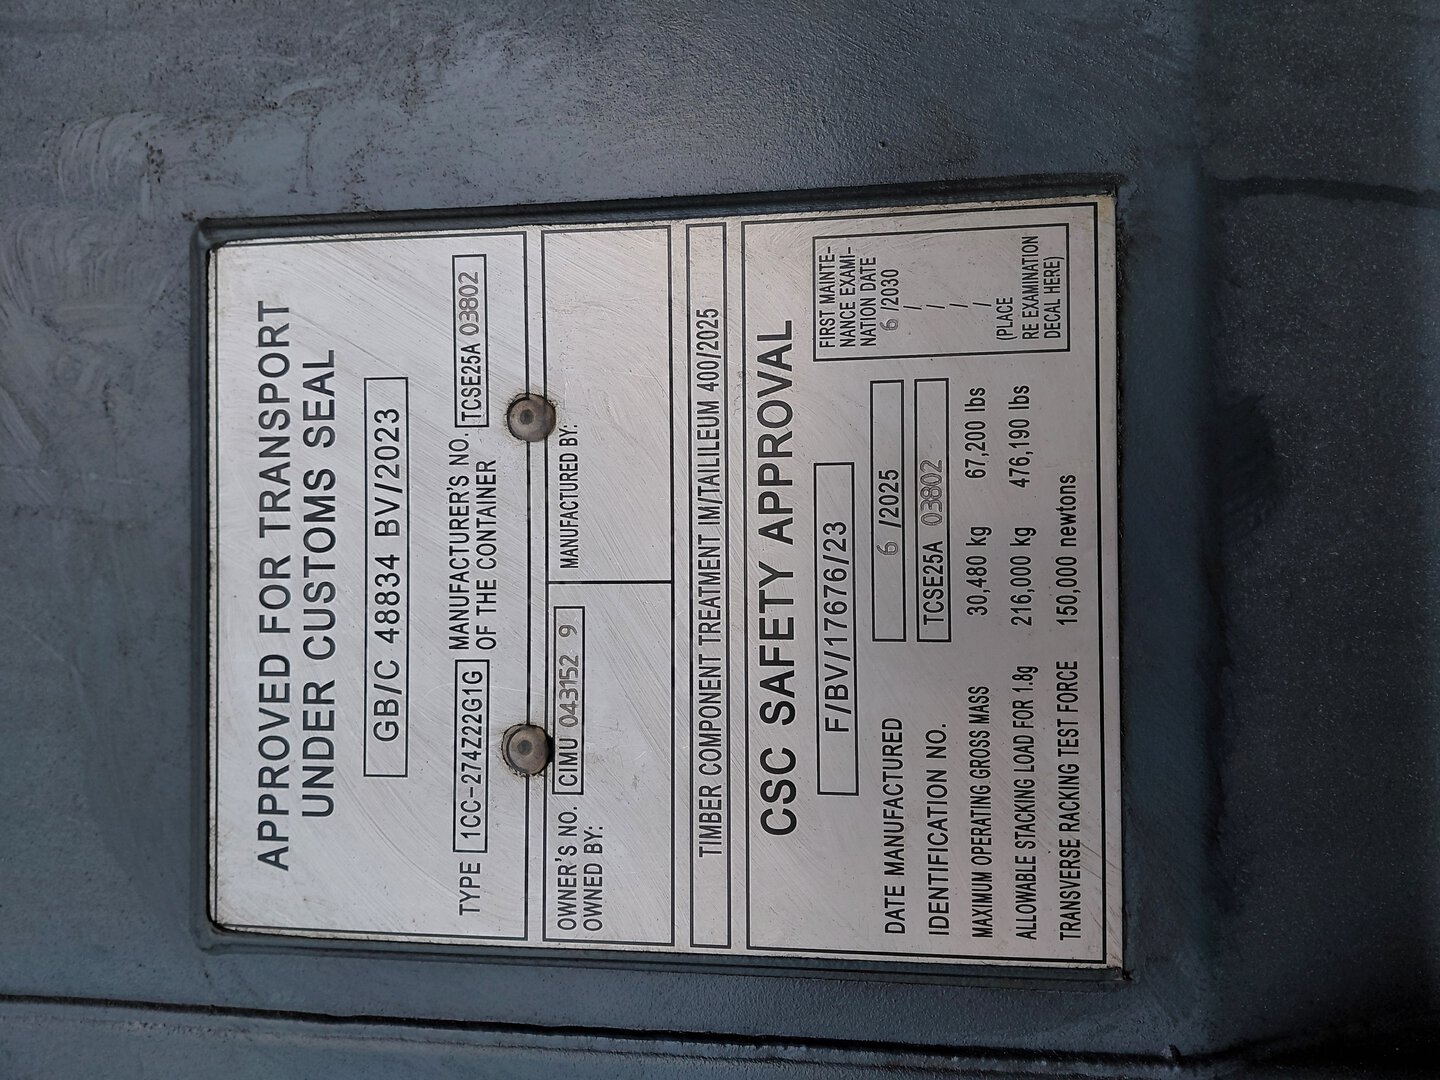 APPROVED FOR TRANSPORT
UNDER CUSTOMS SEAL
GB/C 48834 BV/2023
TYPE 1CC-274Z22G1G MANUFACTURER'S NO. OF THE CONTAINER TCSE25A 03802
OWNER'S NO. CIMU 043152 9
OWNED BY:
MANUFACTURED BY:
TIMBER COMPONENT TREATMENT IM/TAILILEUM 400/2025
CSC SAFETY APPROVAL
F/BV/17676/23
DATE MANUFACTURED 6 /2025
IDENTIFICATION NO. TCSE25A 03802
MAXIMUM OPERATING GROSS MASS 30,480 kg 67,200 lbs
ALLOWABLE STACKING LOAD FOR 1.8g 216,000 kg 476,190 lbs
TRANSVERSE RACKING TEST FORCE 150,000 newtons
FIRST MAINTE-
NANCE EXAMI-
NATION DATE
6 /2030
/
/
/
/
(PLACE
RE EXAMINATION
DECAL HERE)